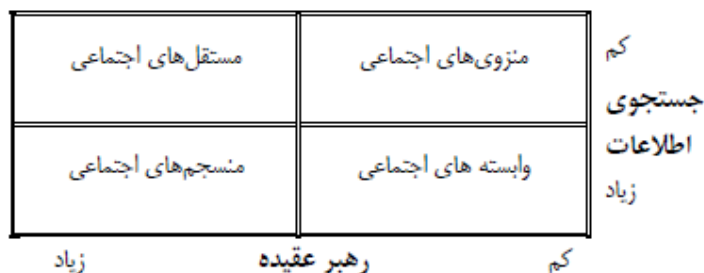 کم
منزوی‌های اجتماعی
مستقل‌های اجتماعی
جستجوی
اطلاعات
وابسته های اجتماعی
منسجم‌های اجتماعی
زیاد
کم
رهبر عقیده
زیاد